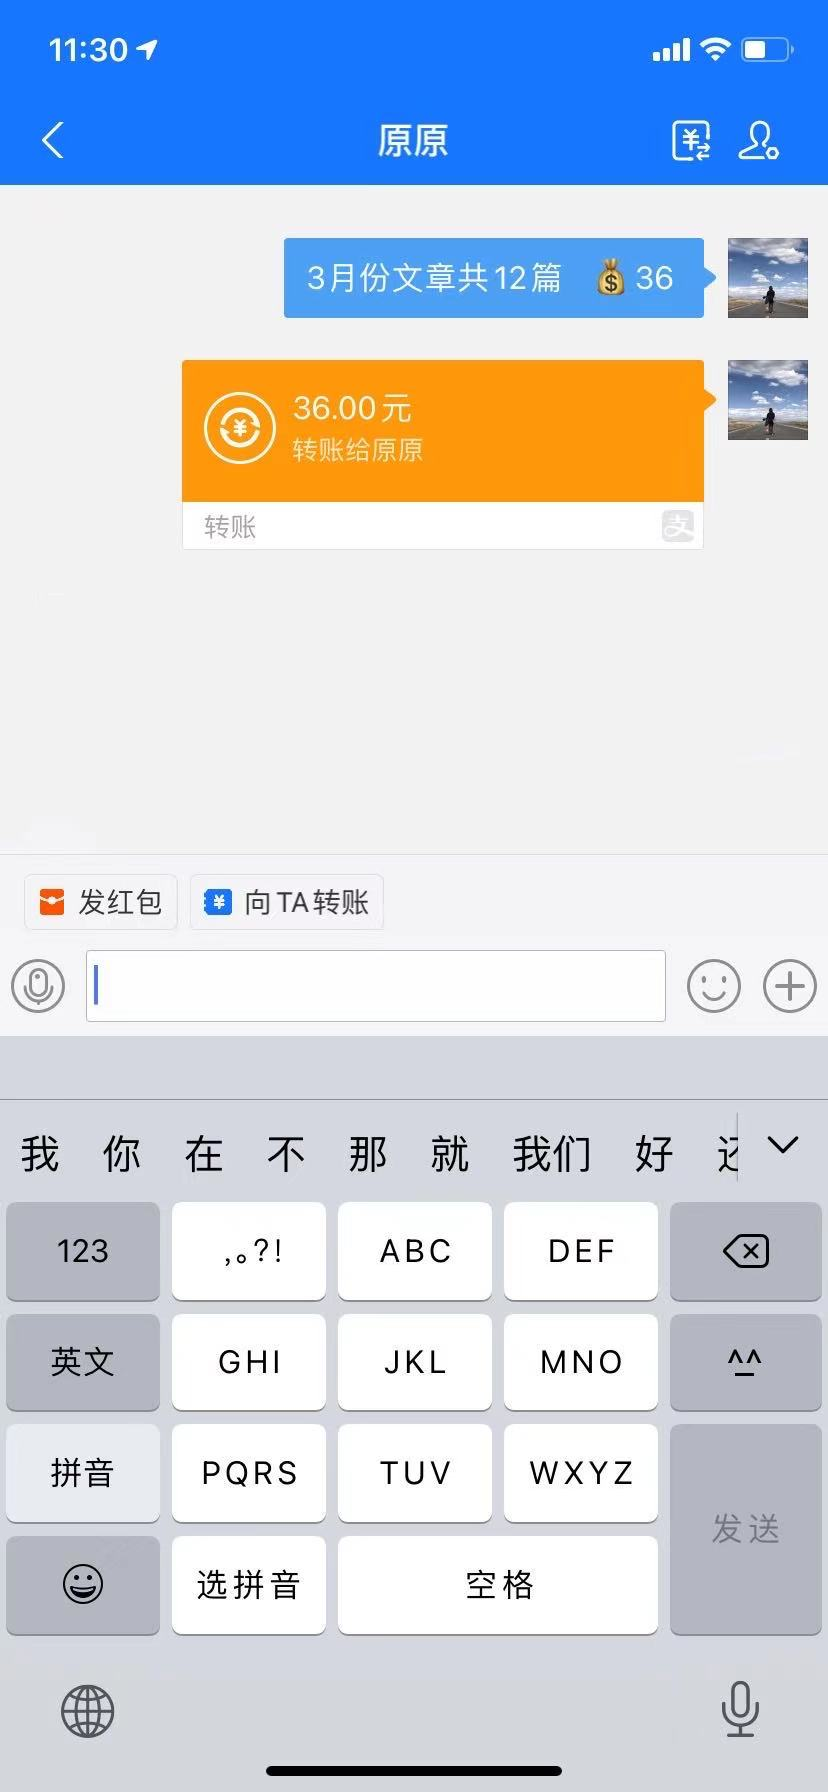 11:30
原原
3月份文章共12篇 💰36
36.00元
转账给原原
转账
支
发红包 向TA转账
我 你 在 不 那 就 我们 好 还
123 ,。?! ABC DEF
英文 GHI JKL MNO ^^
拼音 PQRS TUV WXYZ
发送
选拼音 空格